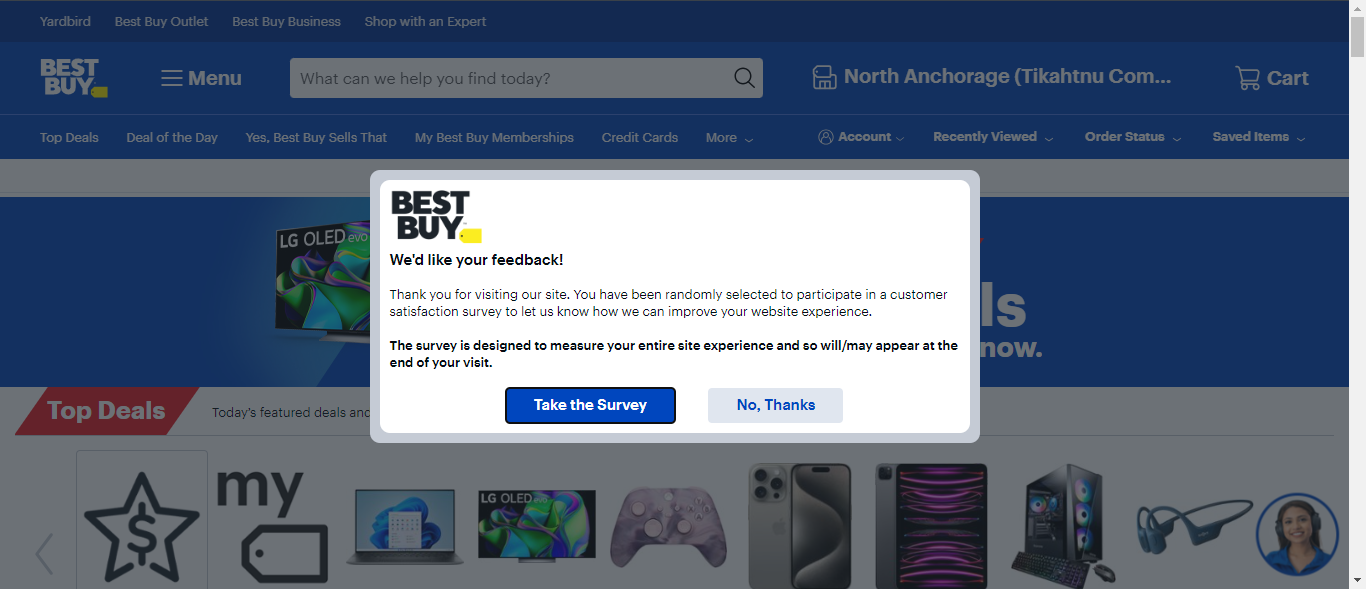 Yardbird Best Buy Outlet Best Buy Business Shop with an Expert
BEST
BUY
Menu
What can we help you find today?
North Anchorage (Tikahtnu Com...
Cart
Top Deals Deal of the Day Yes, Best Buy Sells That My Best Buy Memberships Credit Cards More
Account Recently Viewed Order Status Saved Items
LG OLED evo
ls
now.
BEST
BUY
We'd like your feedback!
Thank you for visiting our site. You have been randomly selected to participate in a customer
satisfaction survey to let us know how we can improve your website experience.
The survey is designed to measure your entire site experience and so will/may appear at the
end of your visit.
Take the Survey No, Thanks
Top Deals
Today's featured deals and
$
my
LG OLED evo